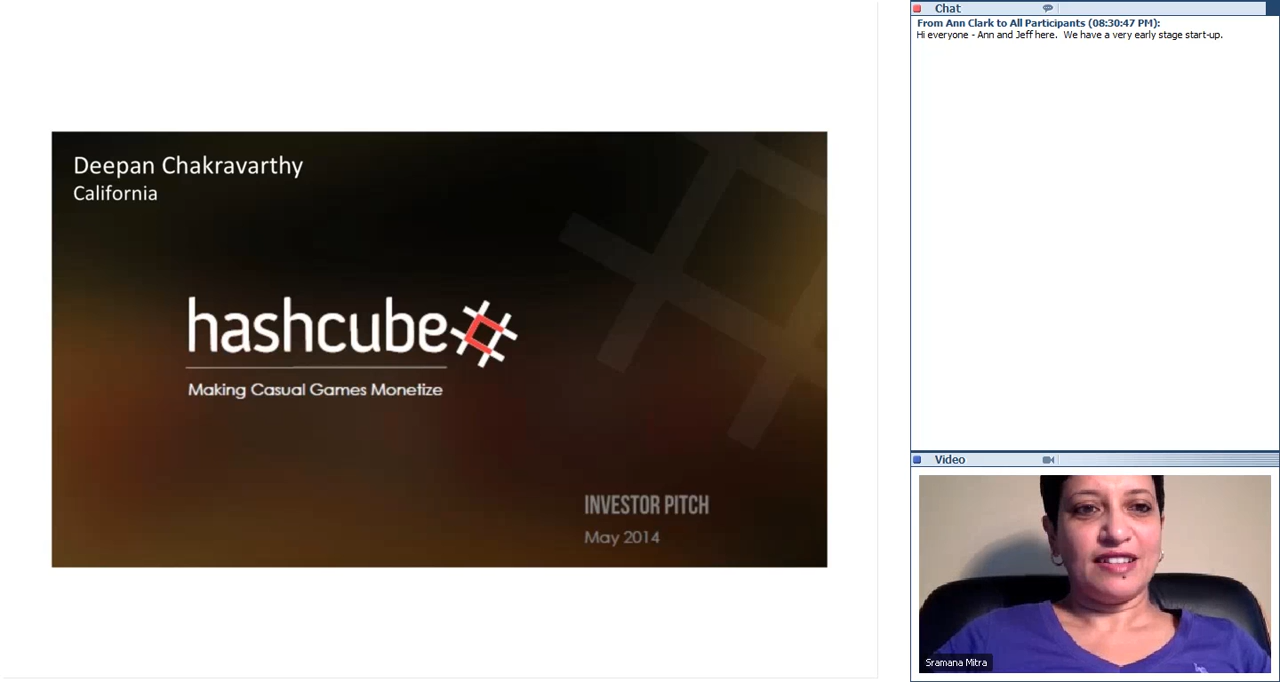 Deepan Chakravarthy
California
hashcube
Making Casual Games Monetize
INVESTOR PITCH
May 2014
Chat
From Ann Clark to All Participants (08:30:47 PM):
Hi everyone - Ann and Jeff here.  We have a very early stage start-up.
Video
Sramana Mitra